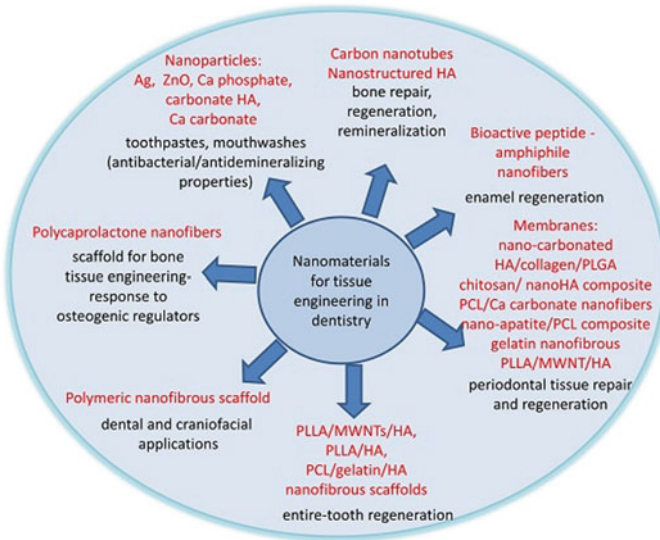 Nanoparticles:
Ag, ZnO, Ca phosphate,
carbonate HA,
Ca carbonate
toothpastes, mouthwashes
(antibacterial/antidemineralizing
properties)
Carbon nanotubes
Nanostructured HA
bone repair,
regeneration,
remineralization
Bioactive peptide -
amphiphile
nanofibers
enamel regeneration
Polycaprolactone nanofibers
scaffold for bone
tissue engineering-
response to
osteogenic regulators
Nanomaterials
for tissue
engineering in
dentistry
Membranes:
nano-carbonated
HA/collagen/PLGA
chitosan/ nanoHA composite
PCL/Ca carbonate nanofibers
nano-apatite/PCL composite
gelatin nanofibrous
PLLA/MWNT/HA
periodontal tissue repair
and regeneration
Polymeric nanofibrous scaffold
dental and craniofacial
applications
PLLA/MWNTs/HA,
PLLA/HA,
PCL/gelatin/HA
nanofibrous scaffolds
entire-tooth regeneration